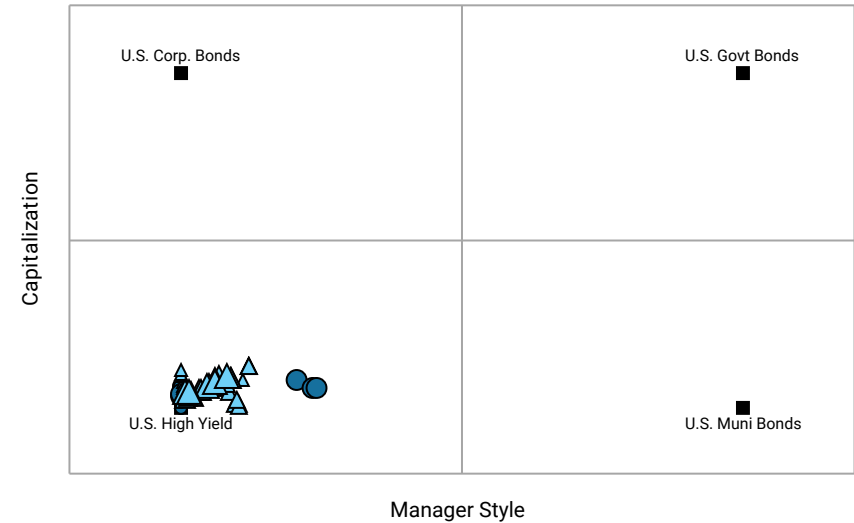 U.S. Corp. Bonds
U.S. Govt Bonds
Capitalization
U.S. High Yield
U.S. Muni Bonds
Manager Style